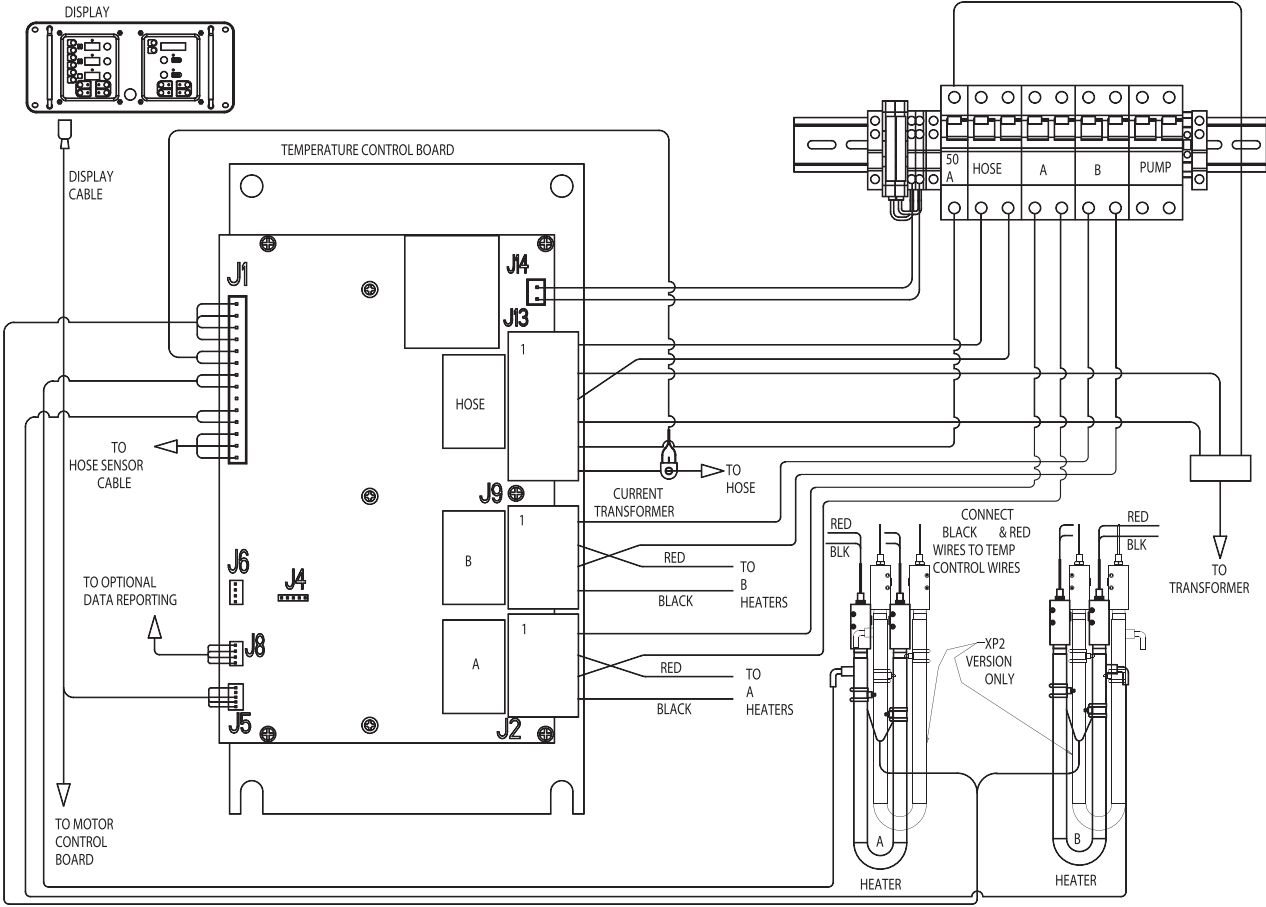 DISPLAY
DISPLAY
CABLE
TEMPERATURE CONTROL BOARD
50
A
HOSE
A
B
PUMP
J1
J14
J13
1
HOSE
TO
HOSE SENSOR
CABLE
TO
HOSE
CURRENT
TRANSFORMER
J9
1
B
RED
BLACK
TO
B
HEATERS
J6
J4
TO OPTIONAL
DATA REPORTING
J8
J5
1
A
RED
BLACK
TO
A
HEATERS
J2
TO MOTOR
CONTROL
BOARD
RED
BLK
CONNECT
BLACK & RED
WIRES TO TEMP
CONTROL WIRES
RED
BLK
TO
TRANSFORMER
XP2
VERSION
ONLY
A
HEATER
B
HEATER